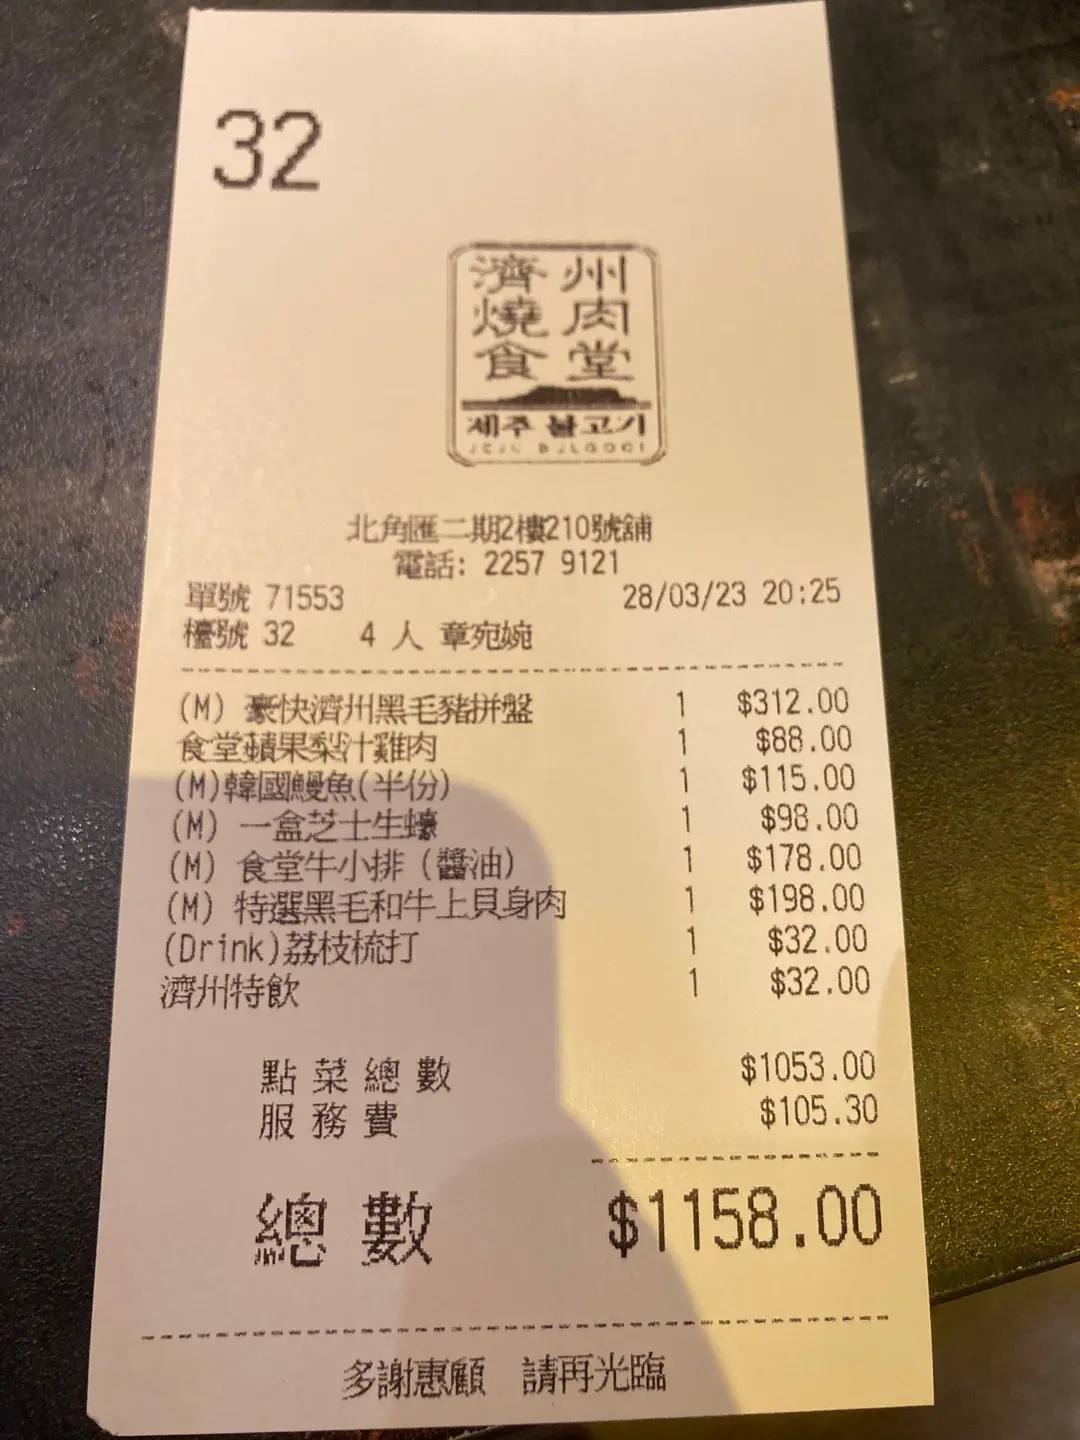 32
濟州
燒肉
食堂
제주 불고기
JEJU BULGOGI
北角匯二期2樓210號舖
電話: 2257 9121
單號 71553 28/03/23 20:25
檯號 32 4 人 章宛婉
(M) 豪快濟州黑毛豬拼盤 1 $312.00
食堂蘋果梨汁雞肉 1 $88.00
(M)韓國鰻魚(半份) 1 $115.00
(M) 一盒芝士生蠔 1 $98.00
(M) 食堂牛小排 (醬油) 1 $178.00
(M) 特選黑毛和牛上貝身肉 1 $198.00
(Drink)荔枝梳打 1 $32.00
濟州特飲 1 $32.00
點菜總數 $1053.00
服務費 $105.30
總數 $1158.00
多謝惠顧 請再光臨